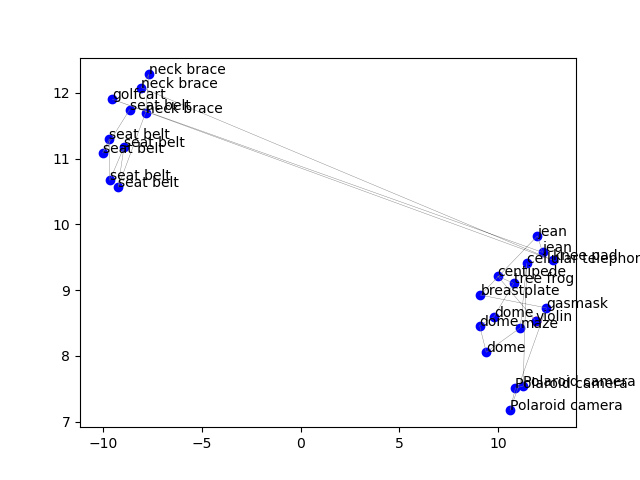 neck brace
neck brace
golfcart
seat belt
neck brace
seat belt
seat belt
seat belt
seat belt
seat belt
jean
jean
knee pad
cellular telephon
centipede
tree frog
breastplate
gasmask
dome
violin
dome
maze
dome
Polaroid camera
Polaroid camera
Polaroid camera
12
11
10
9
8
7
−10
−5
0
5
10